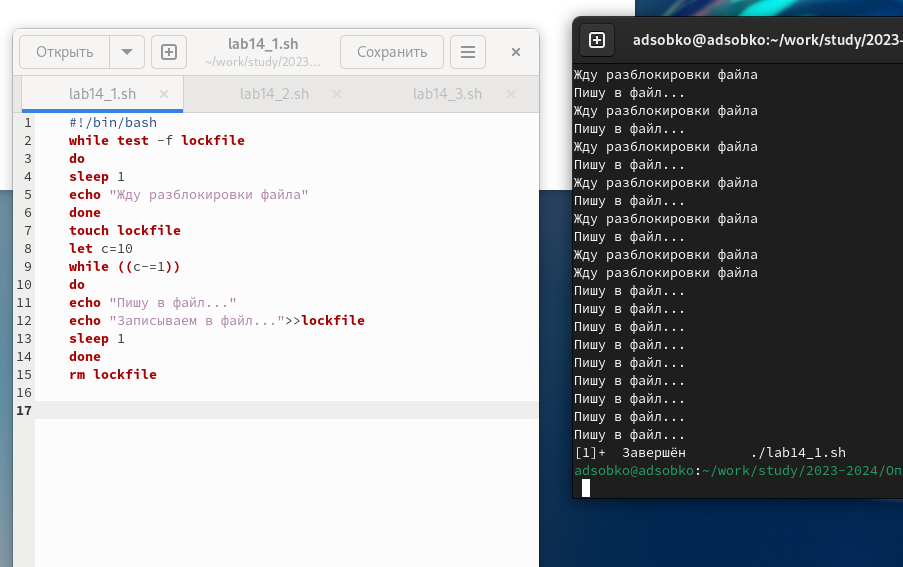 Открыть
lab14_1.sh
~/work/study/2023...
Сохранить
lab14_1.sh
lab14_2.sh
lab14_3.sh
1 #!/bin/bash
2 while test -f lockfile
3 do
4 sleep 1
5 echo "Жду разблокировки файла"
6 done
7 touch lockfile
8 let c=10
9 while ((c-=1))
10 do
11 echo "Пишу в файл..."
12 echo "Записываем в файл...">>lockfile
13 sleep 1
14 done
15 rm lockfile
16
17
adsobko@adsobko:~/work/study/2023-
Жду разблокировки файла
Пишу в файл...
Жду разблокировки файла
Пишу в файл...
Жду разблокировки файла
Пишу в файл...
Жду разблокировки файла
Пишу в файл...
Жду разблокировки файла
Пишу в файл...
Жду разблокировки файла
Жду разблокировки файла
Пишу в файл...
Пишу в файл...
Пишу в файл...
Пишу в файл...
Пишу в файл...
Пишу в файл...
Пишу в файл...
Пишу в файл...
Пишу в файл...
[1]+ Завершён ./lab14_1.sh
adsobko@adsobko:~/work/study/2023-2024/Оп